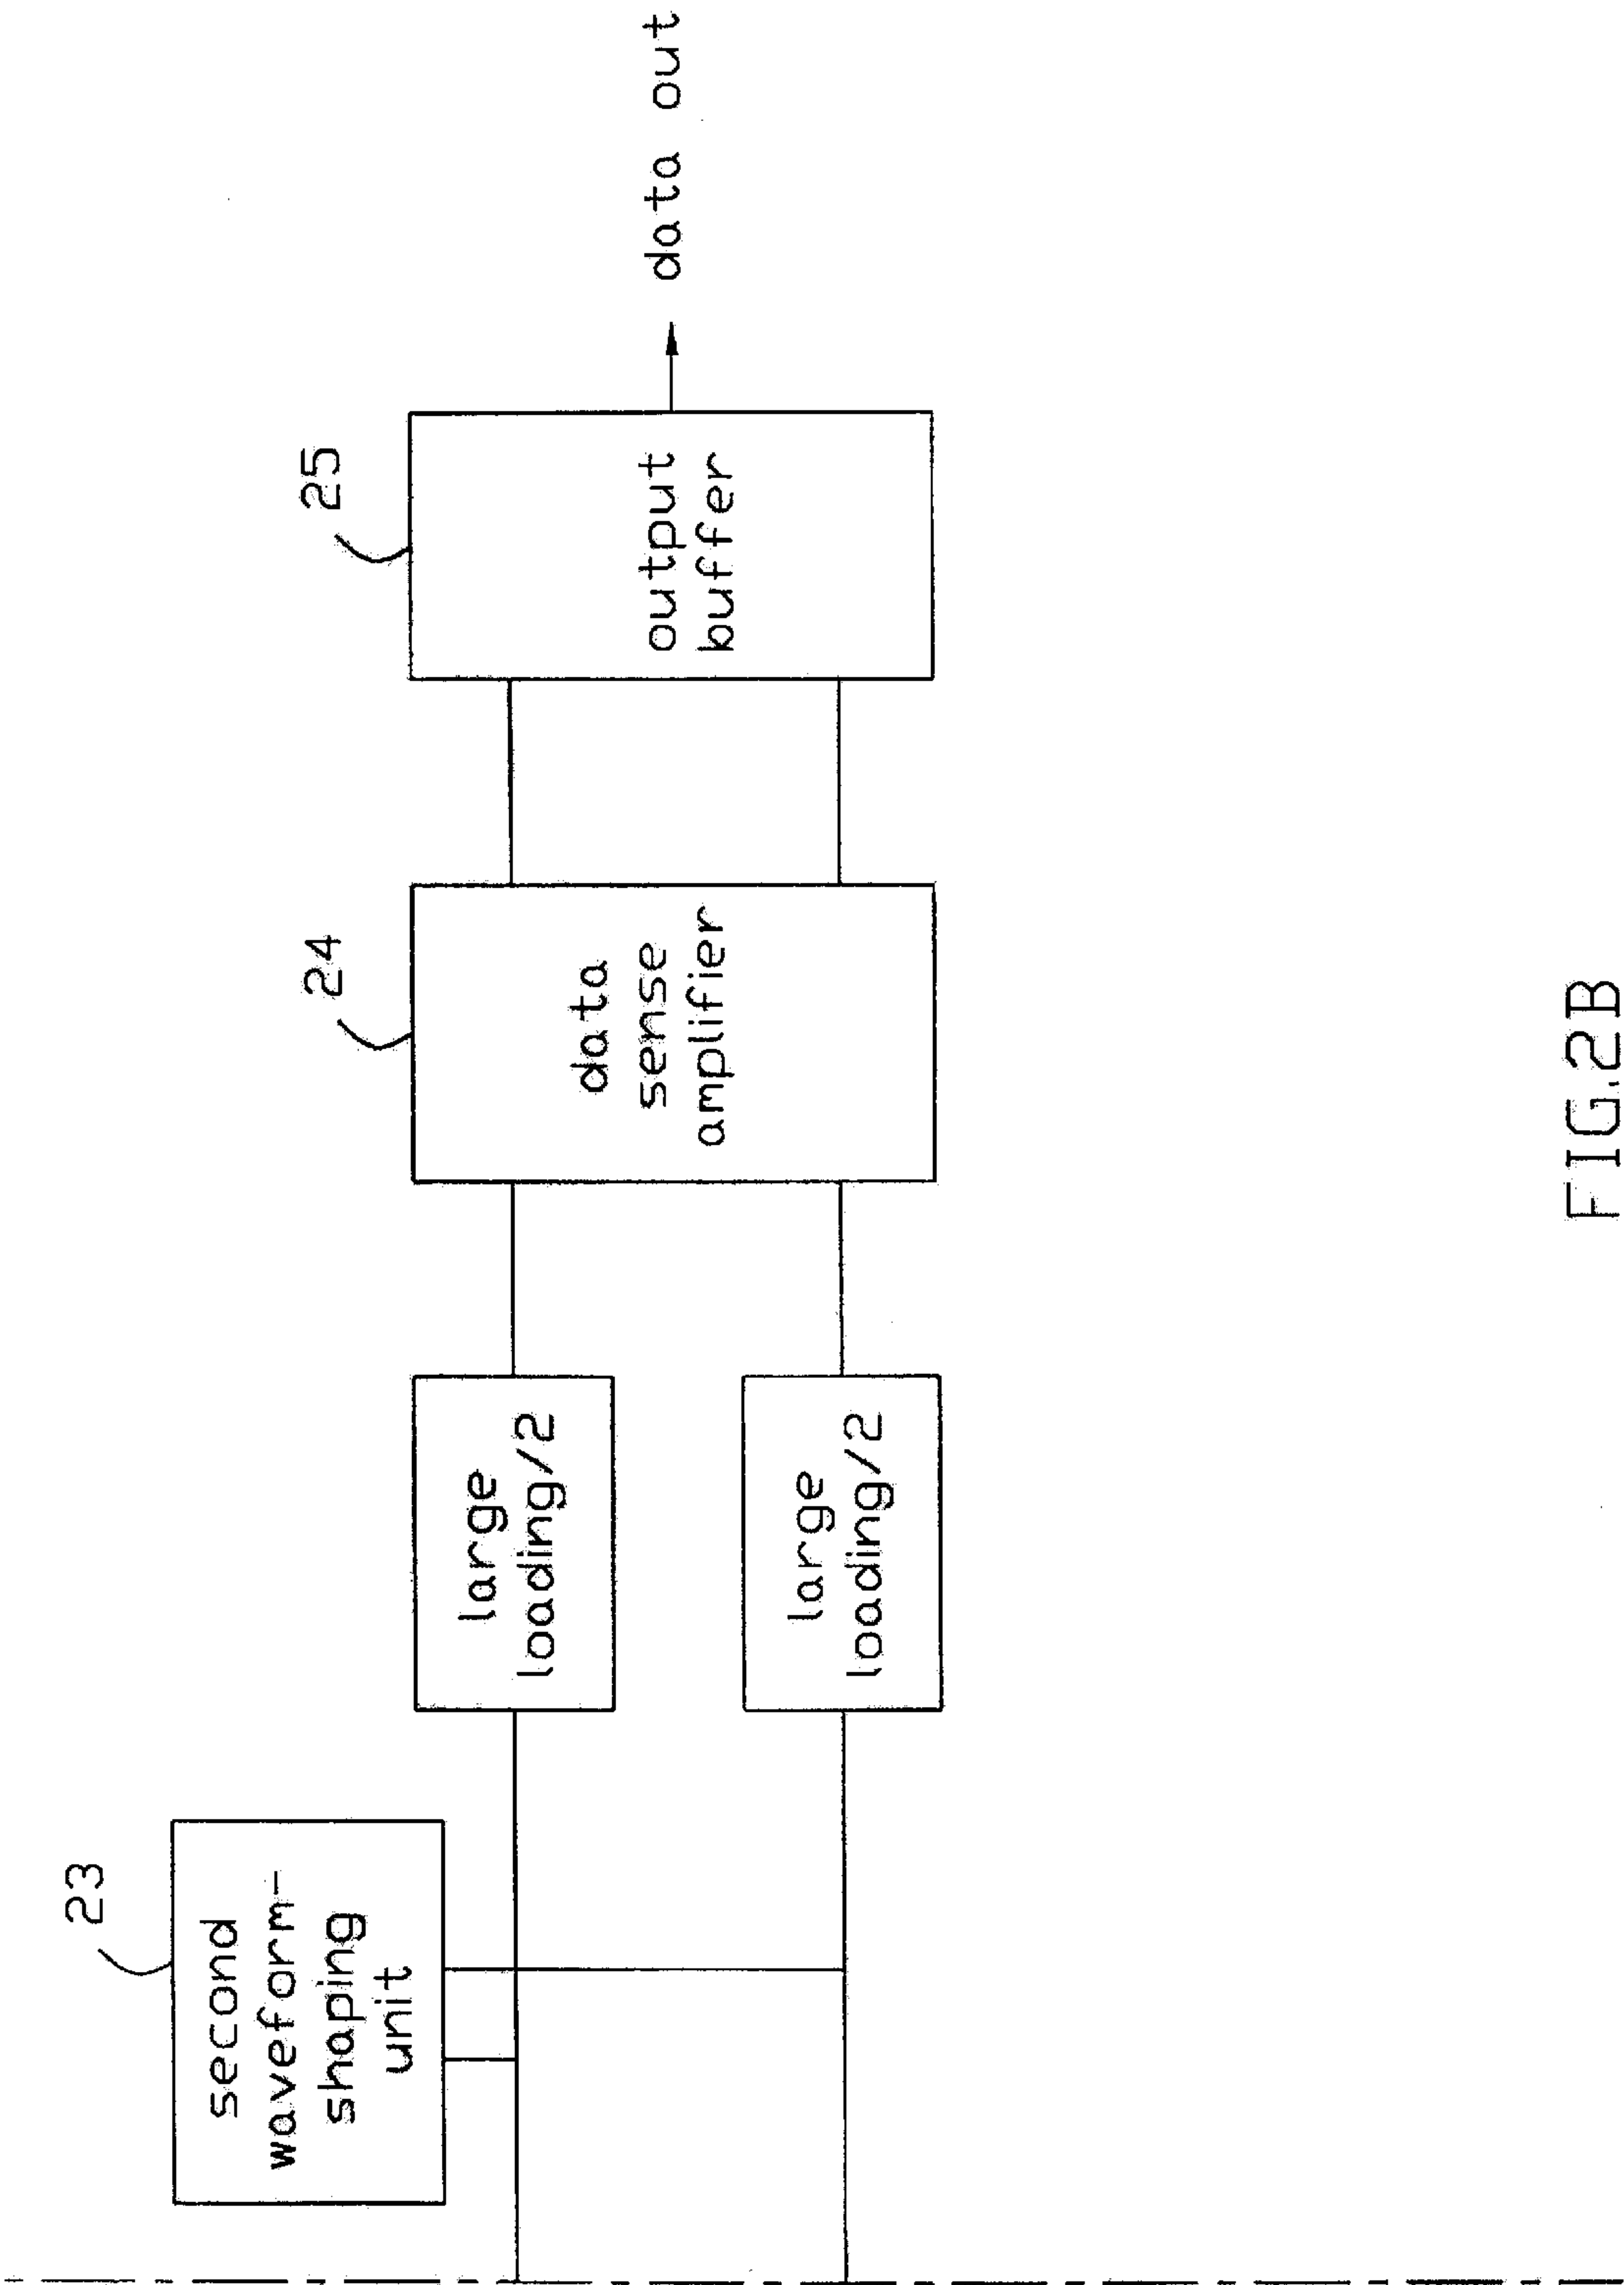 23
second
waveform-
shaping
unit
large
loading/2
large
loading/2
24
data
sense
amplifier
25
output
buffer
data out
FIG.2B